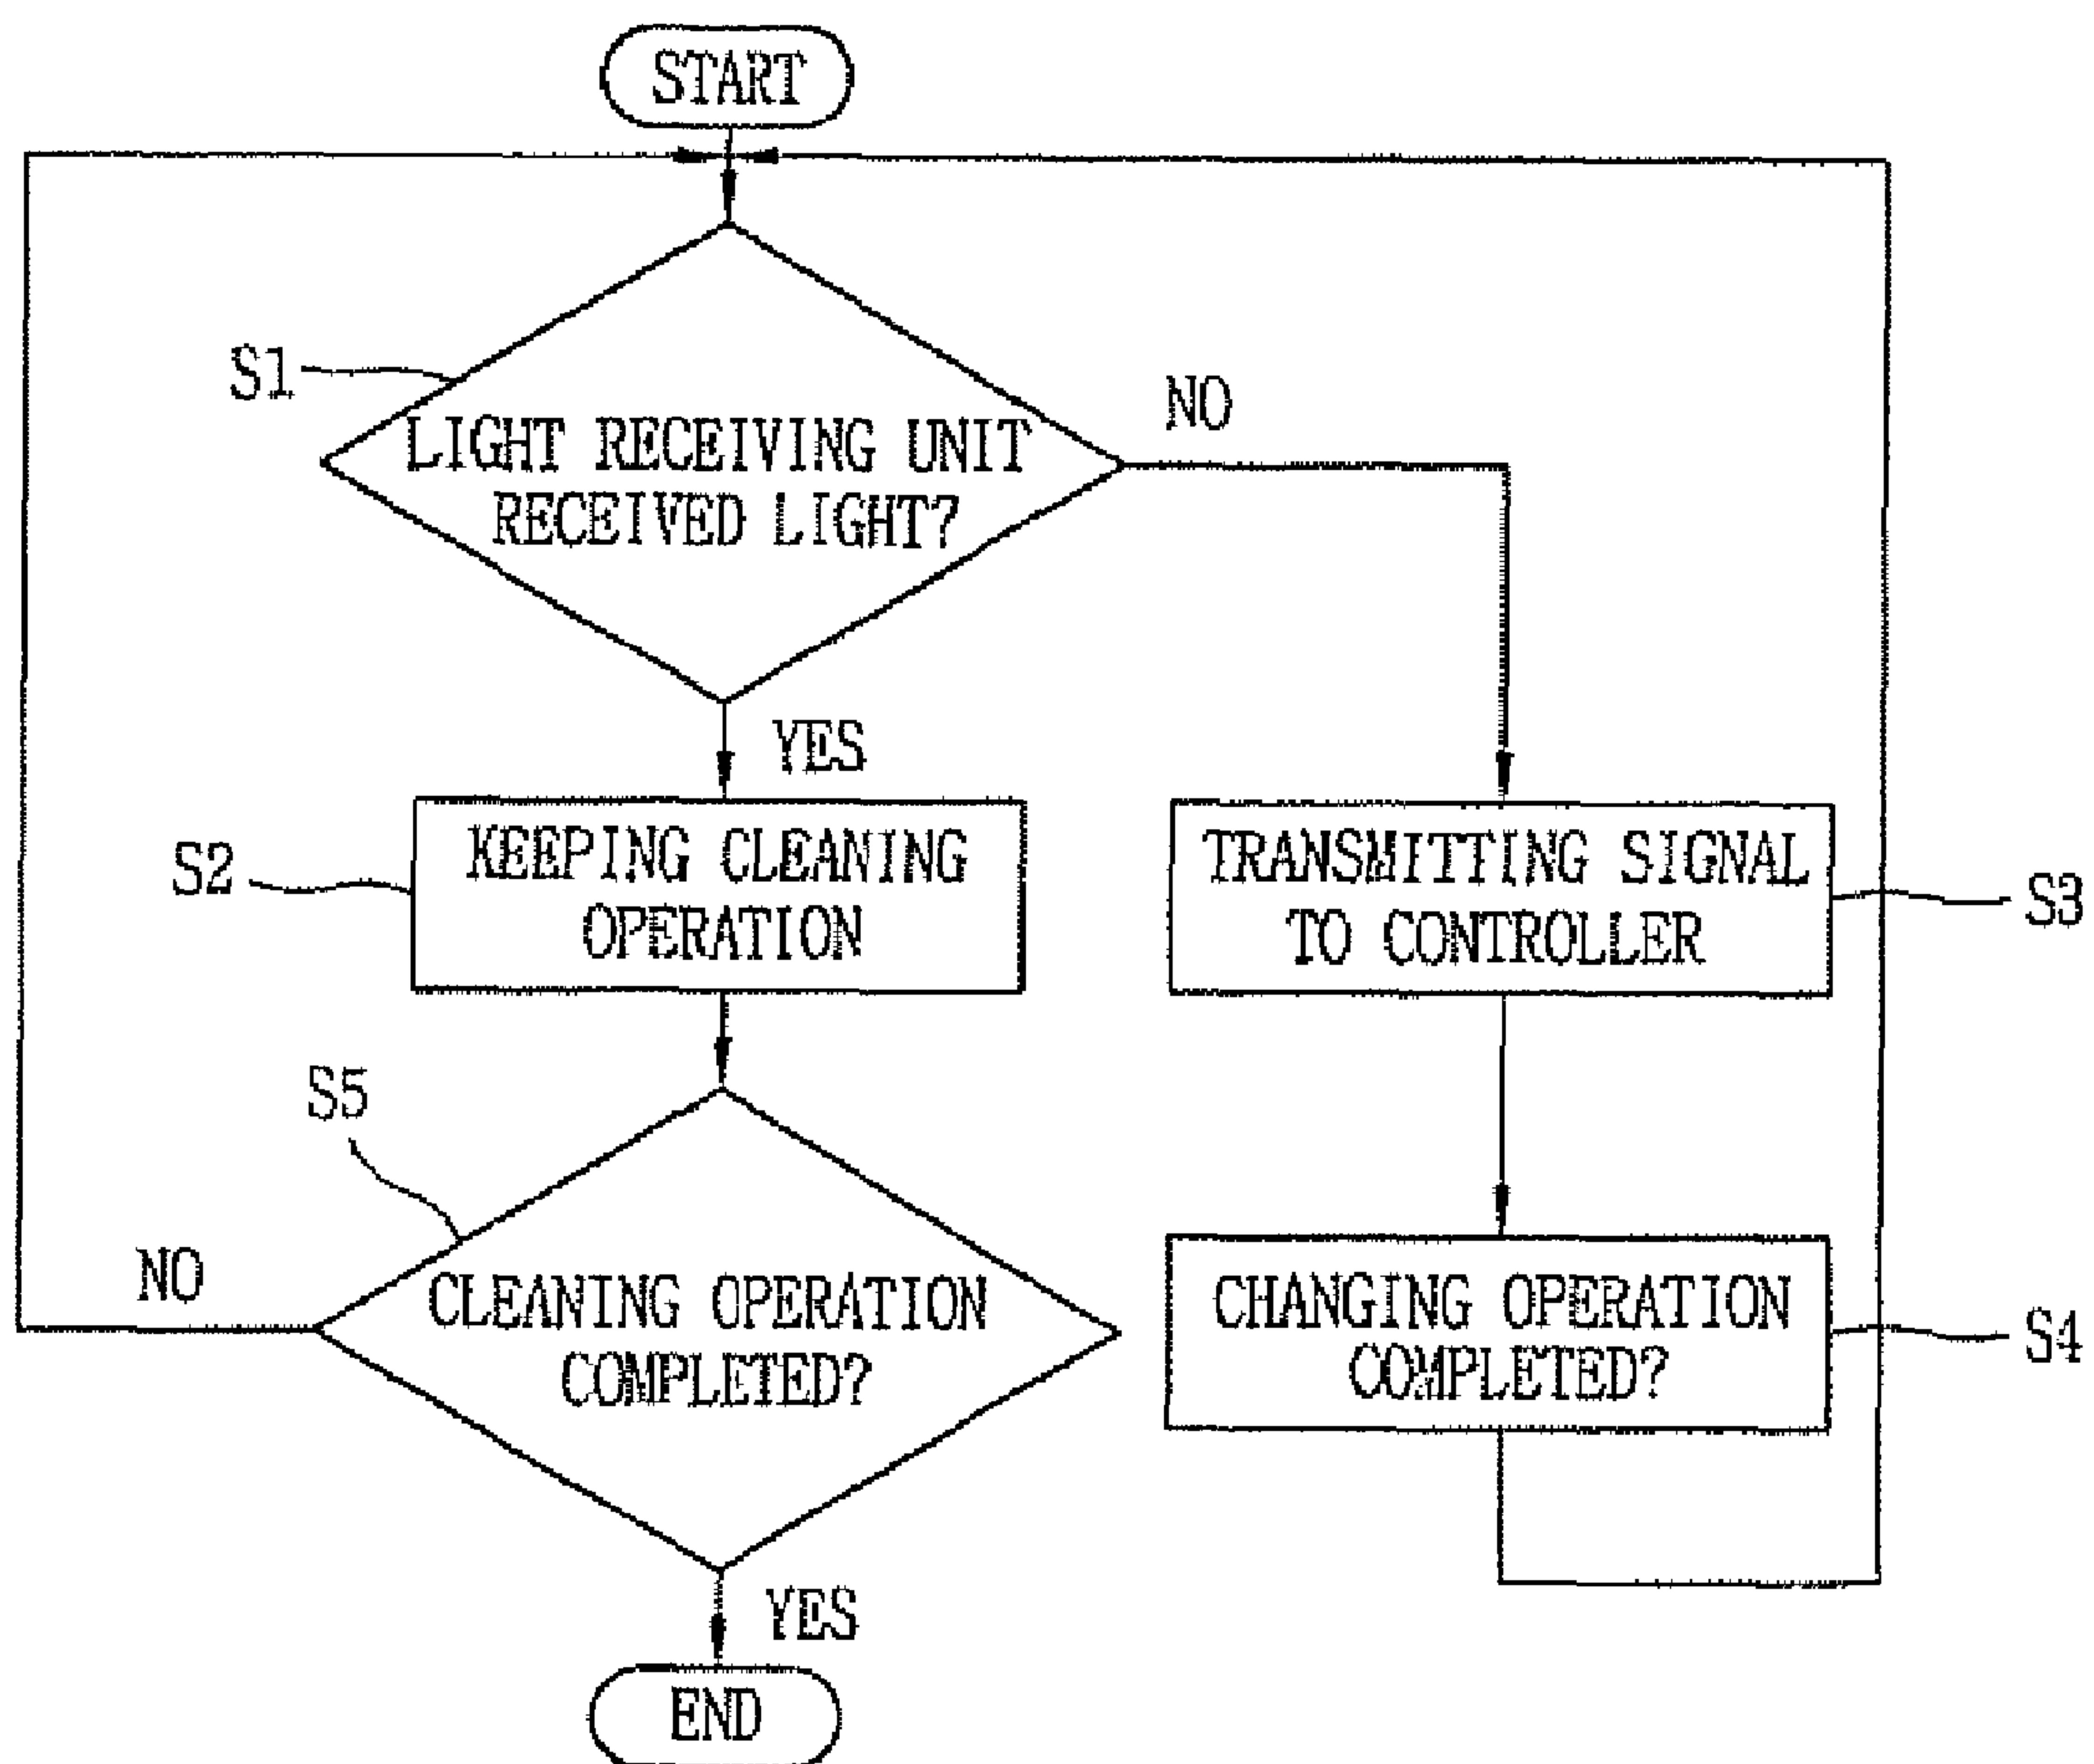 START
S1
LIGHT RECEIVING UNIT
RECEIVED LIGHT?
NO
YES
S2
KEEPING CLEANING
OPERATION
TRANSMITTING SIGNAL
TO CONTROLLER
S3
S5
NO
CLEANING OPERATION
COMPLETED?
CHANGING OPERATION
COMPLETED?
S4
YES
END